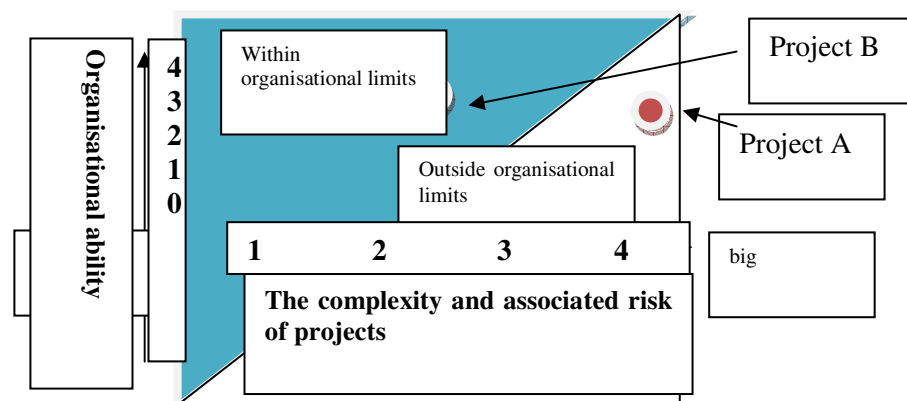 Organisational ability
4
3
2
1
0
Within
organisational limits
Project B
Project A
Outside organisational
limits
1 2 3 4
big
The complexity and associated risk
of projects